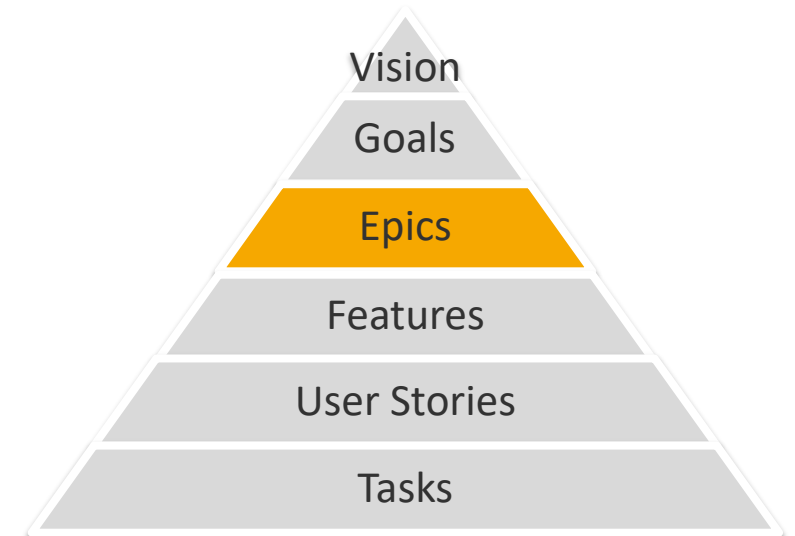 Vision
Goals
Epics
Features
User Stories
Tasks